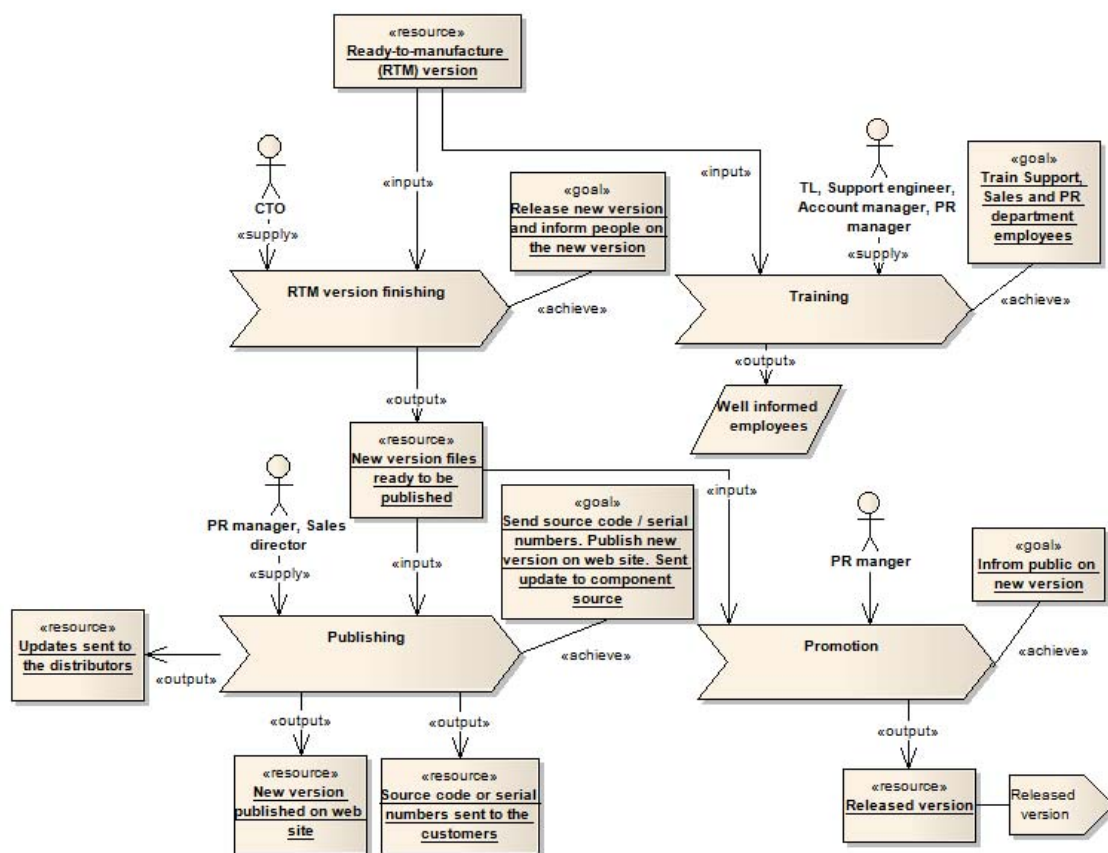 «resource»
Ready-to-manufacture
(RTM) version
«input»
«input»
CTO
«supply»
«goal»
Release new version
and inform people on
the new version
TL, Support engineer,
Account manager, PR
manager
«supply»
«goal»
Train Support,
Sales and PR
department
employees
RTM version finishing
«achieve»
Training
«achieve»
«output»
«output»
Well informed
employees
«resource»
New version files
ready to be
published
«input»
«input»
PR manager, Sales
director
«supply»
«goal»
Send source code / serial
numbers. Publish new
version on web site. Sent
update to component
source
PR manger
«goal»
Infrom public on
new version
Publishing
«achieve»
Promotion
«achieve»
«resource»
Updates sent to
the distributors
«output»
«output»
«output»
«output»
«resource»
New version
published on web
site
«resource»
Source code or serial
numbers sent to the
customers
«resource»
Released version
Released
version